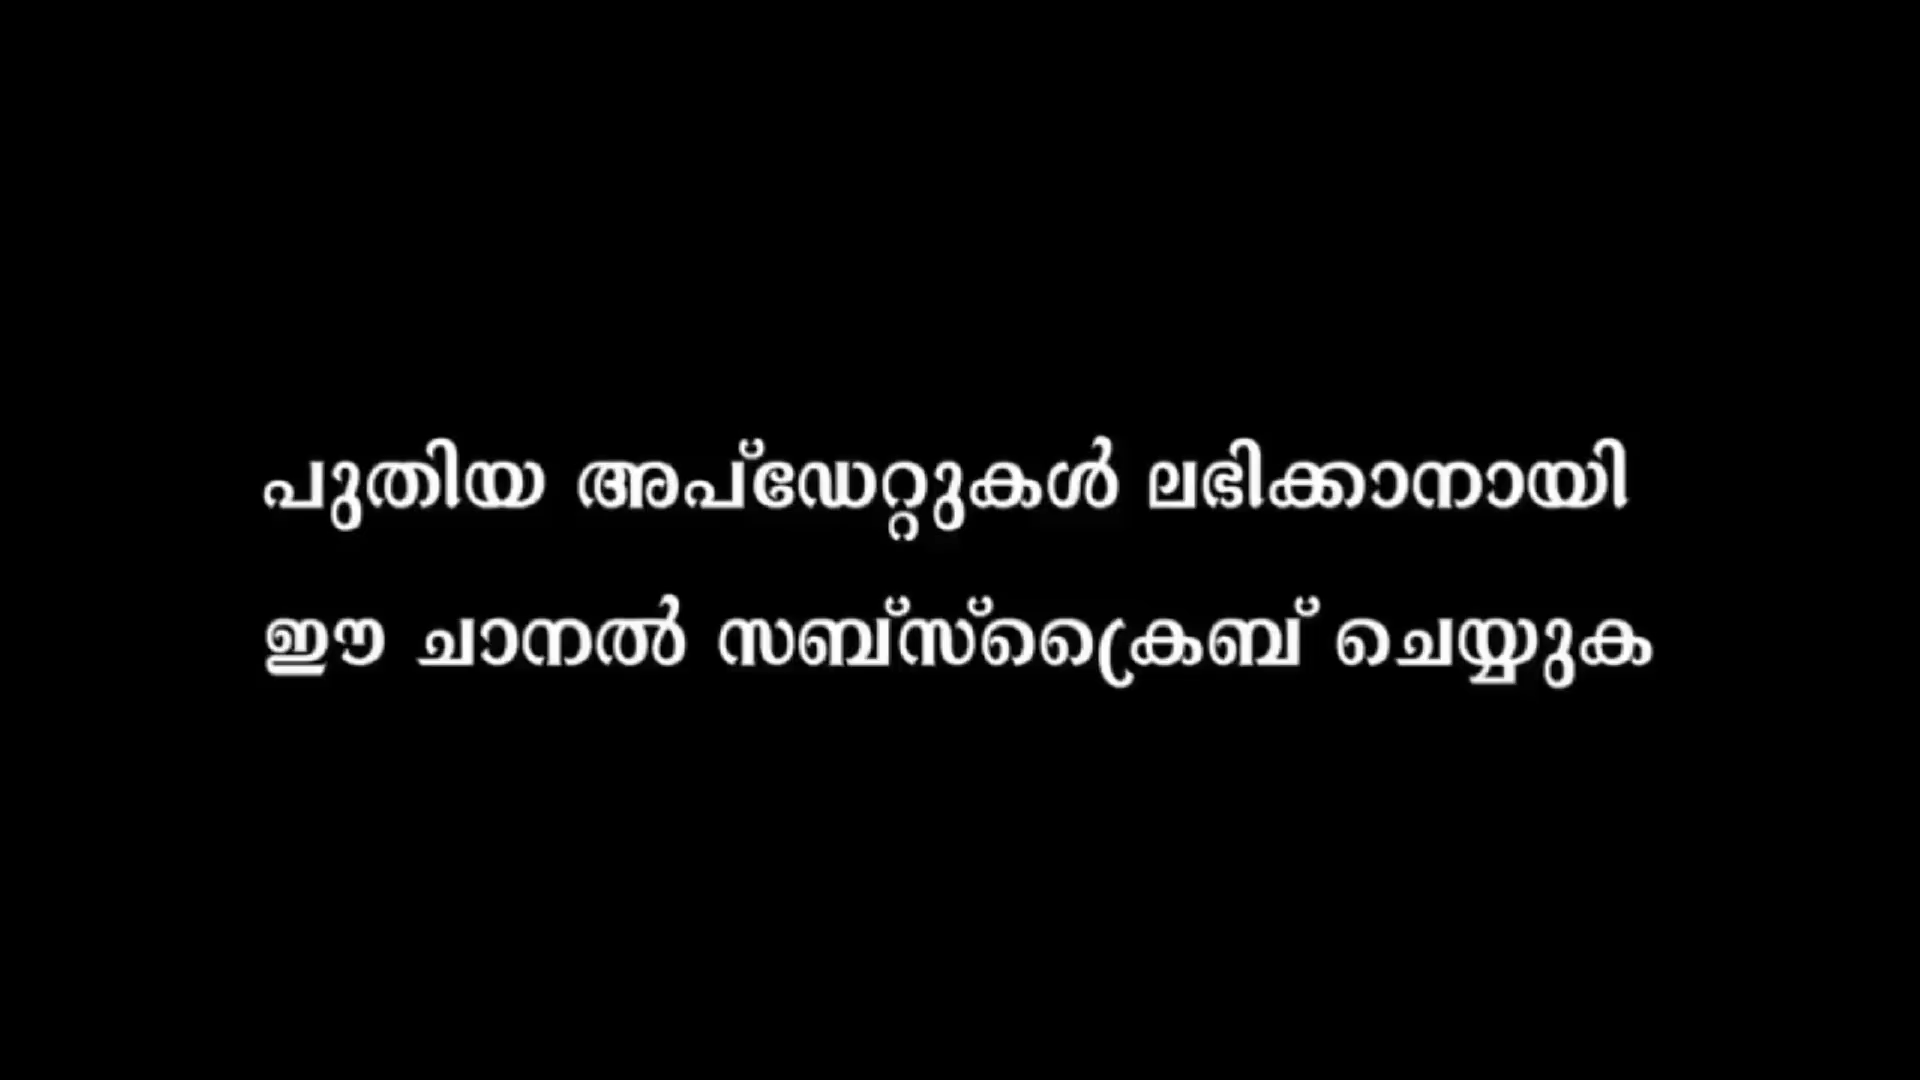 പുതിയ അപ്ഡേറ്റുകൾ ലഭിക്കാനായി
ഈ ചാനൽ സബ്സ്ക്രൈബ് ചെയ്യുക